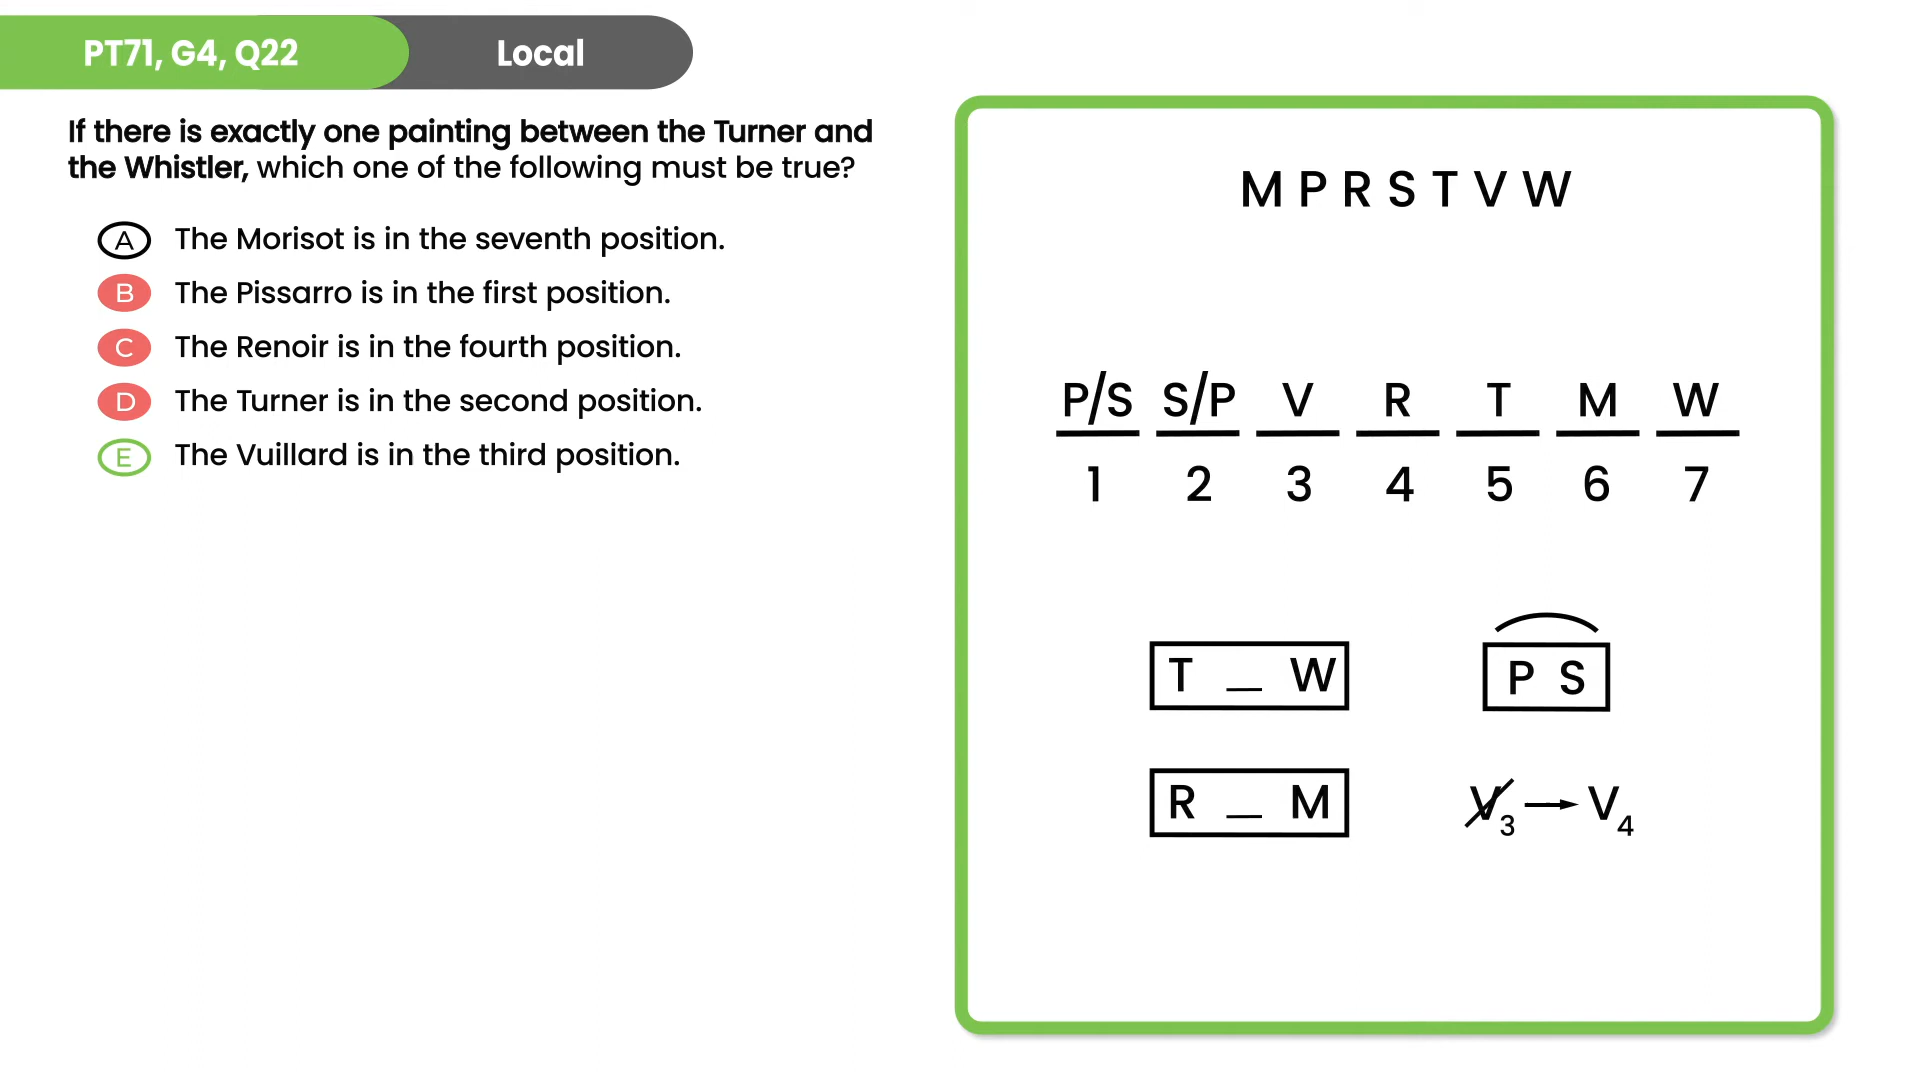 PT71, G4, Q22
Local
If there is exactly one painting between the Turner and
the Whistler, which one of the following must be true?
A The Morisot is in the seventh position.
B The Pissarro is in the first position.
C The Renoir is in the fourth position.
D The Turner is in the second position.
E The Vuillard is in the third position.
M P R S T V W
P/S S/P V R T M W
1 2 3 4 5 6 7
T _ W
P S
R _ M
V3 → V4